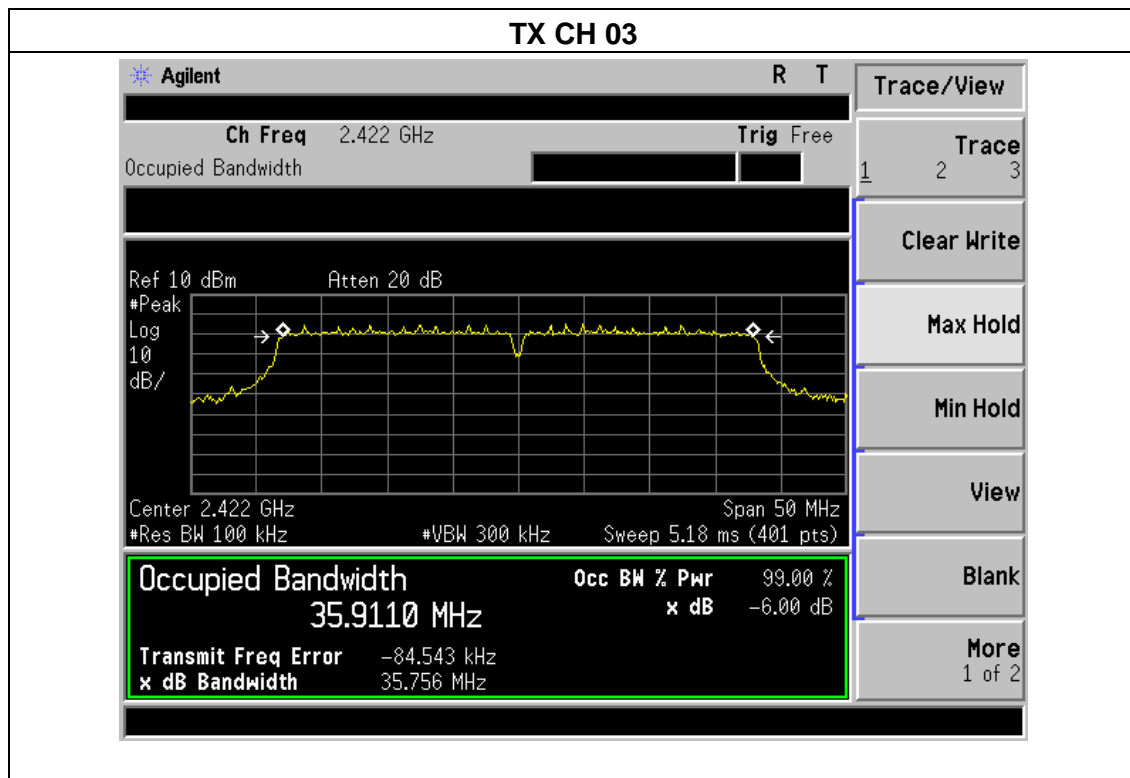 TX CH 03
Agilent R T
Trace/View
Ch Freq 2.422 GHz Trig Free
Occupied Bandwidth
Trace
1 2 3
Clear Write
Max Hold
Min Hold
View
Blank
More
1 of 2
Ref 10 dBm Atten 20 dB
#Peak
Log
10
dB/
Center 2.422 GHz Span 50 MHz
#Res BW 100 kHz #VBW 300 kHz Sweep 5.18 ms (401 pts)
Occupied Bandwidth Occ BW % Pwr 99.00 %
35.9110 MHz x dB -6.00 dB
Transmit Freq Error -84.543 kHz
x dB Bandwidth 35.756 MHz